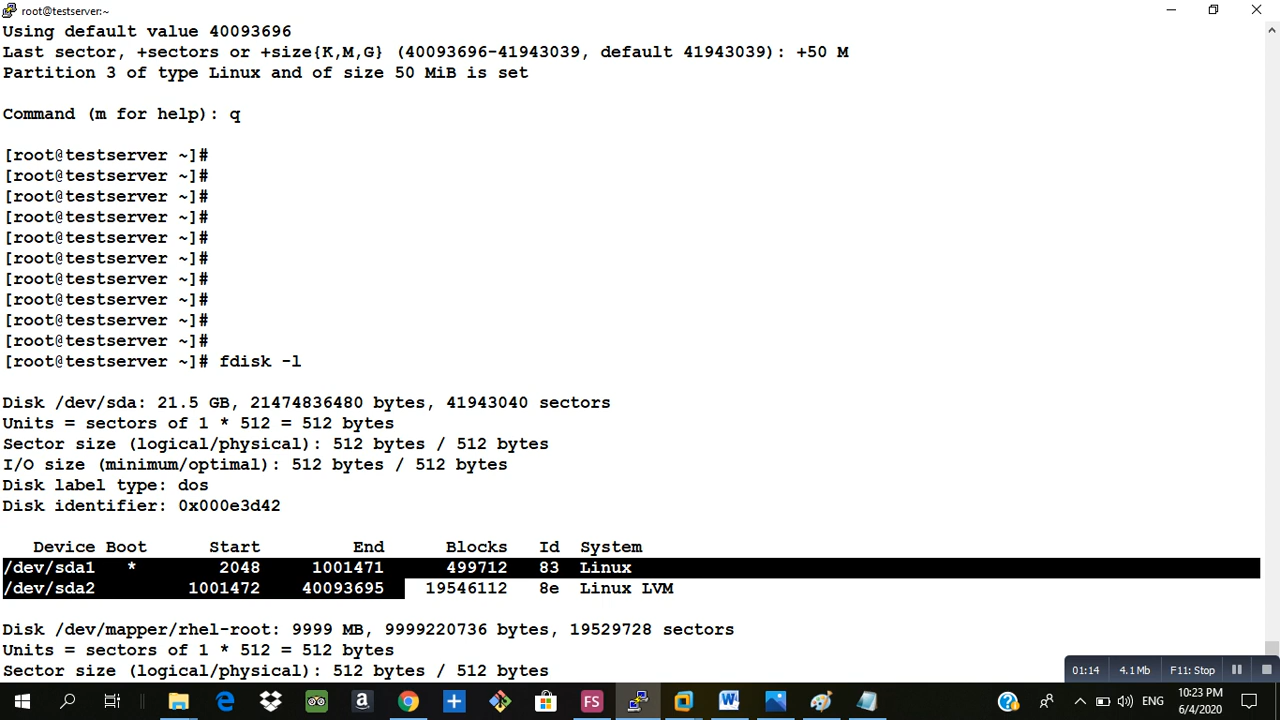 root@testserver:~
Using default value 40093696
Last sector, +sectors or +size{K,M,G} (40093696-41943039, default 41943039): +50 M
Partition 3 of type Linux and of size 50 MiB is set
Command (m for help): q
[root@testserver ~]#
[root@testserver ~]#
[root@testserver ~]#
[root@testserver ~]#
[root@testserver ~]#
[root@testserver ~]#
[root@testserver ~]#
[root@testserver ~]#
[root@testserver ~]#
[root@testserver ~]#
[root@testserver ~]# fdisk -l
Disk /dev/sda: 21.5 GB, 21474836480 bytes, 41943040 sectors
Units = sectors of 1 * 512 = 512 bytes
Sector size (logical/physical): 512 bytes / 512 bytes
I/O size (minimum/optimal): 512 bytes / 512 bytes
Disk label type: dos
Disk identifier: 0x000e3d42
Device Boot Start End Blocks Id System
/dev/sda1 * 2048 1001471 499712 83 Linux
/dev/sda2 1001472 40093695 19546112 8e Linux LVM
Disk /dev/mapper/rhel-root: 9999 MB, 9999220736 bytes, 19529728 sectors
Units = sectors of 1 * 512 = 512 bytes
Sector size (logical/physical): 512 bytes / 512 bytes
01:14 4.1 Mb F11: Stop
FS
ENG
10:23 PM
6/4/2020